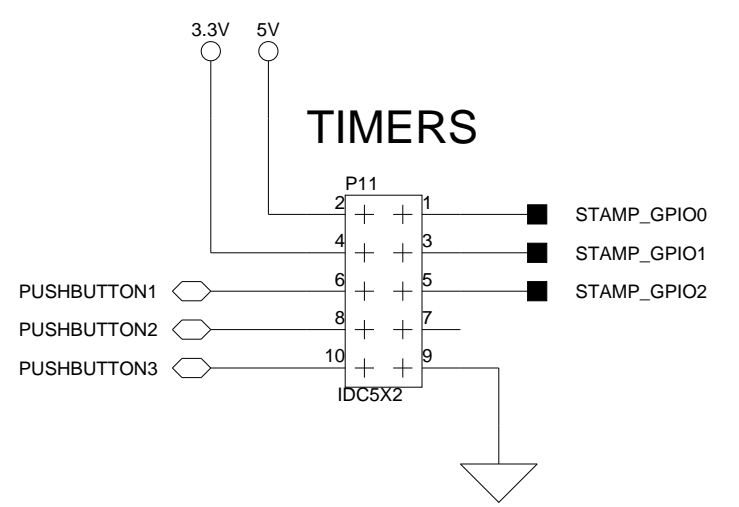 3.3V 5V
TIMERS
P11
2 1 STAMP_GPIO0
4 3 STAMP_GPIO1
PUSHBUTTON1 6 5 STAMP_GPIO2
PUSHBUTTON2 8 7
PUSHBUTTON3 10 9
IDC5X2